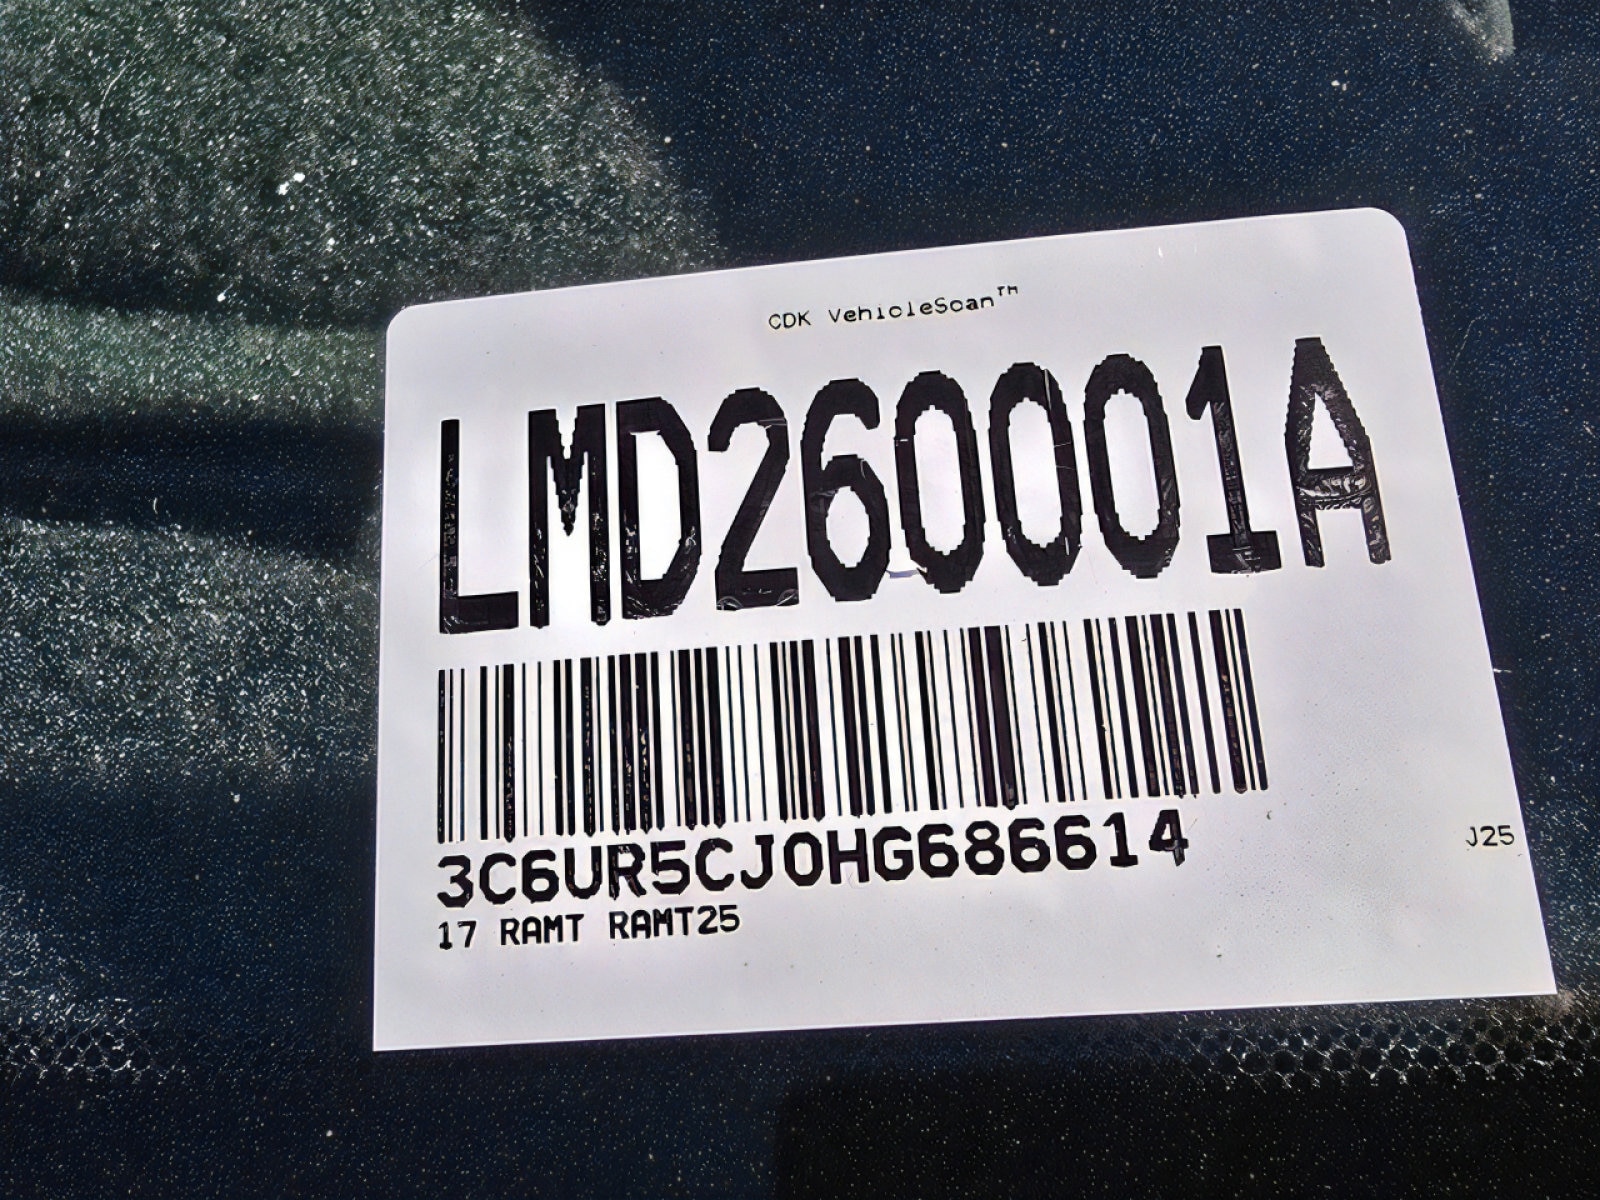 CDK VehicleScan™
LMD260001A
3C6UR5CJ0HG686614
17 RAMT RAMT25
J25